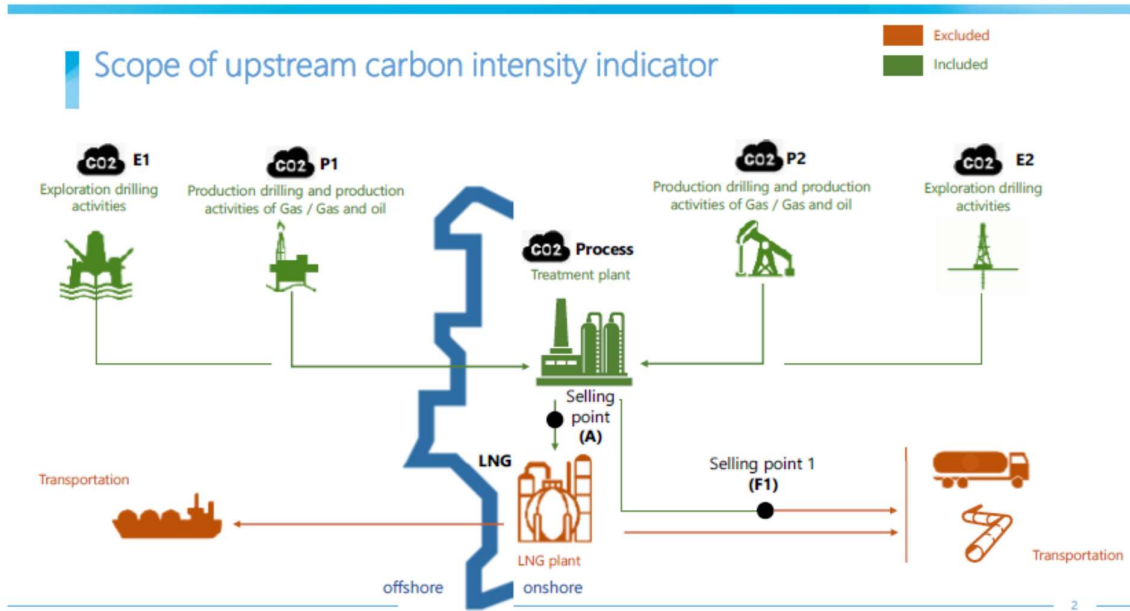 Excluded
Scope of upstream carbon intensity indicator
Included
CO2 E1
Exploration drilling
activities
CO2 P1
Production drilling and production
activities of Gas / Gas and oil
CO2 P2
Production drilling and production
activities of Gas / Gas and oil
CO2 E2
Exploration drilling
activities
CO2 Process
Treatment plant
Selling
point
(A)
LNG
Selling point 1
(F1)
Transportation
LNG plant
Transportation
offshore
onshore
2